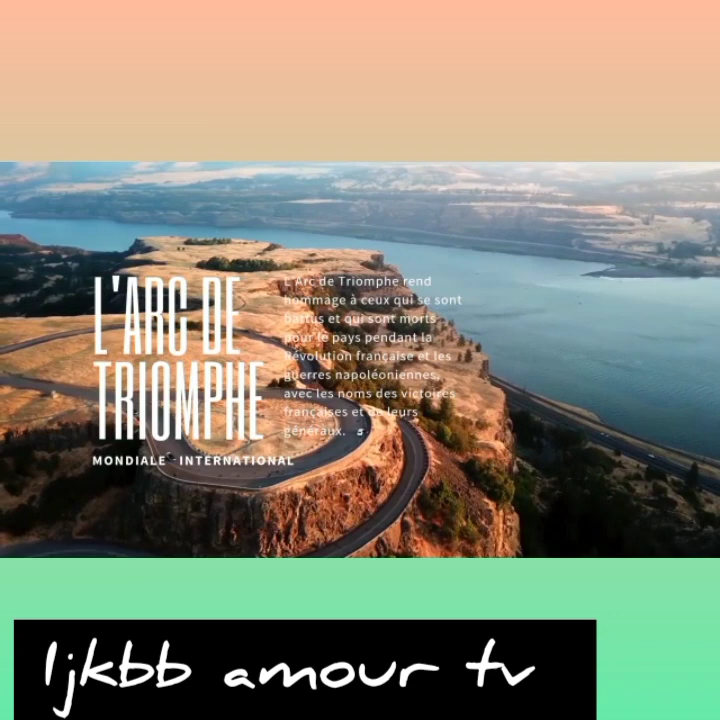 L'ARC DE
TRIOMPHE
MONDIALE INTERNATIONAL
L'Arc de Triomphe rend
hommage à ceux qui se sont
battus et qui sont morts
pour le pays pendant la
Révolution française et les
guerres napoléoniennes,
avec les noms des victoires
françaises et de leurs
généraux.
ljkbb amour tv